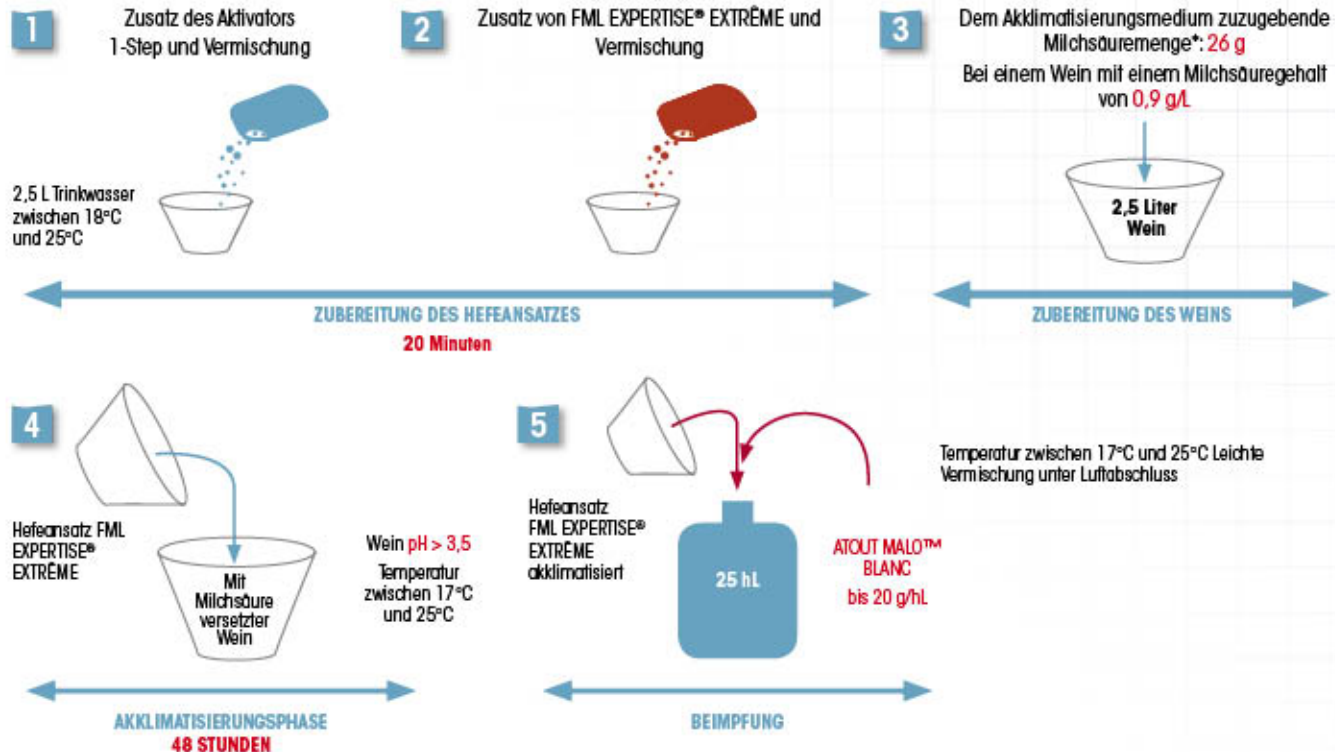 1
Zusatz des Aktivators
1-Step und Vermischung
2,5 L Trinkwasser
zwischen 18°C
und 25°C
2
Zusatz von FML EXPERTISE® EXTRÊME und
Vermischung
ZUBEREITUNG DES HEFEANSATZES
20 Minuten
3
Dem Akklimatisierungsmedium zuzugebende
Milchsäuremenge*: 26 g
Bei einem Wein mit einem Milchsäuregehalt
von 0,9 g/L
2,5 Liter
Wein
ZUBEREITUNG DES WEINS
4
Hefeansatz FML
EXPERTISE®
EXTRÊME
Mit
Milchsäure
versetzter
Wein
Wein pH > 3,5
Temperatur
zwischen 17°C
und 25°C
AKKLIMATISIERUNGSPHASE
48 STUNDEN
5
Hefeansatz
FML EXPERTISE®
EXTRÊME
akklimatisiert
25 hL
ATOUT MALO™
BLANC
bis 20 g/hL
BEIMPFUNG
Temperatur zwischen 17°C und 25°C Leichte
Vermischung unter Luftabschluss